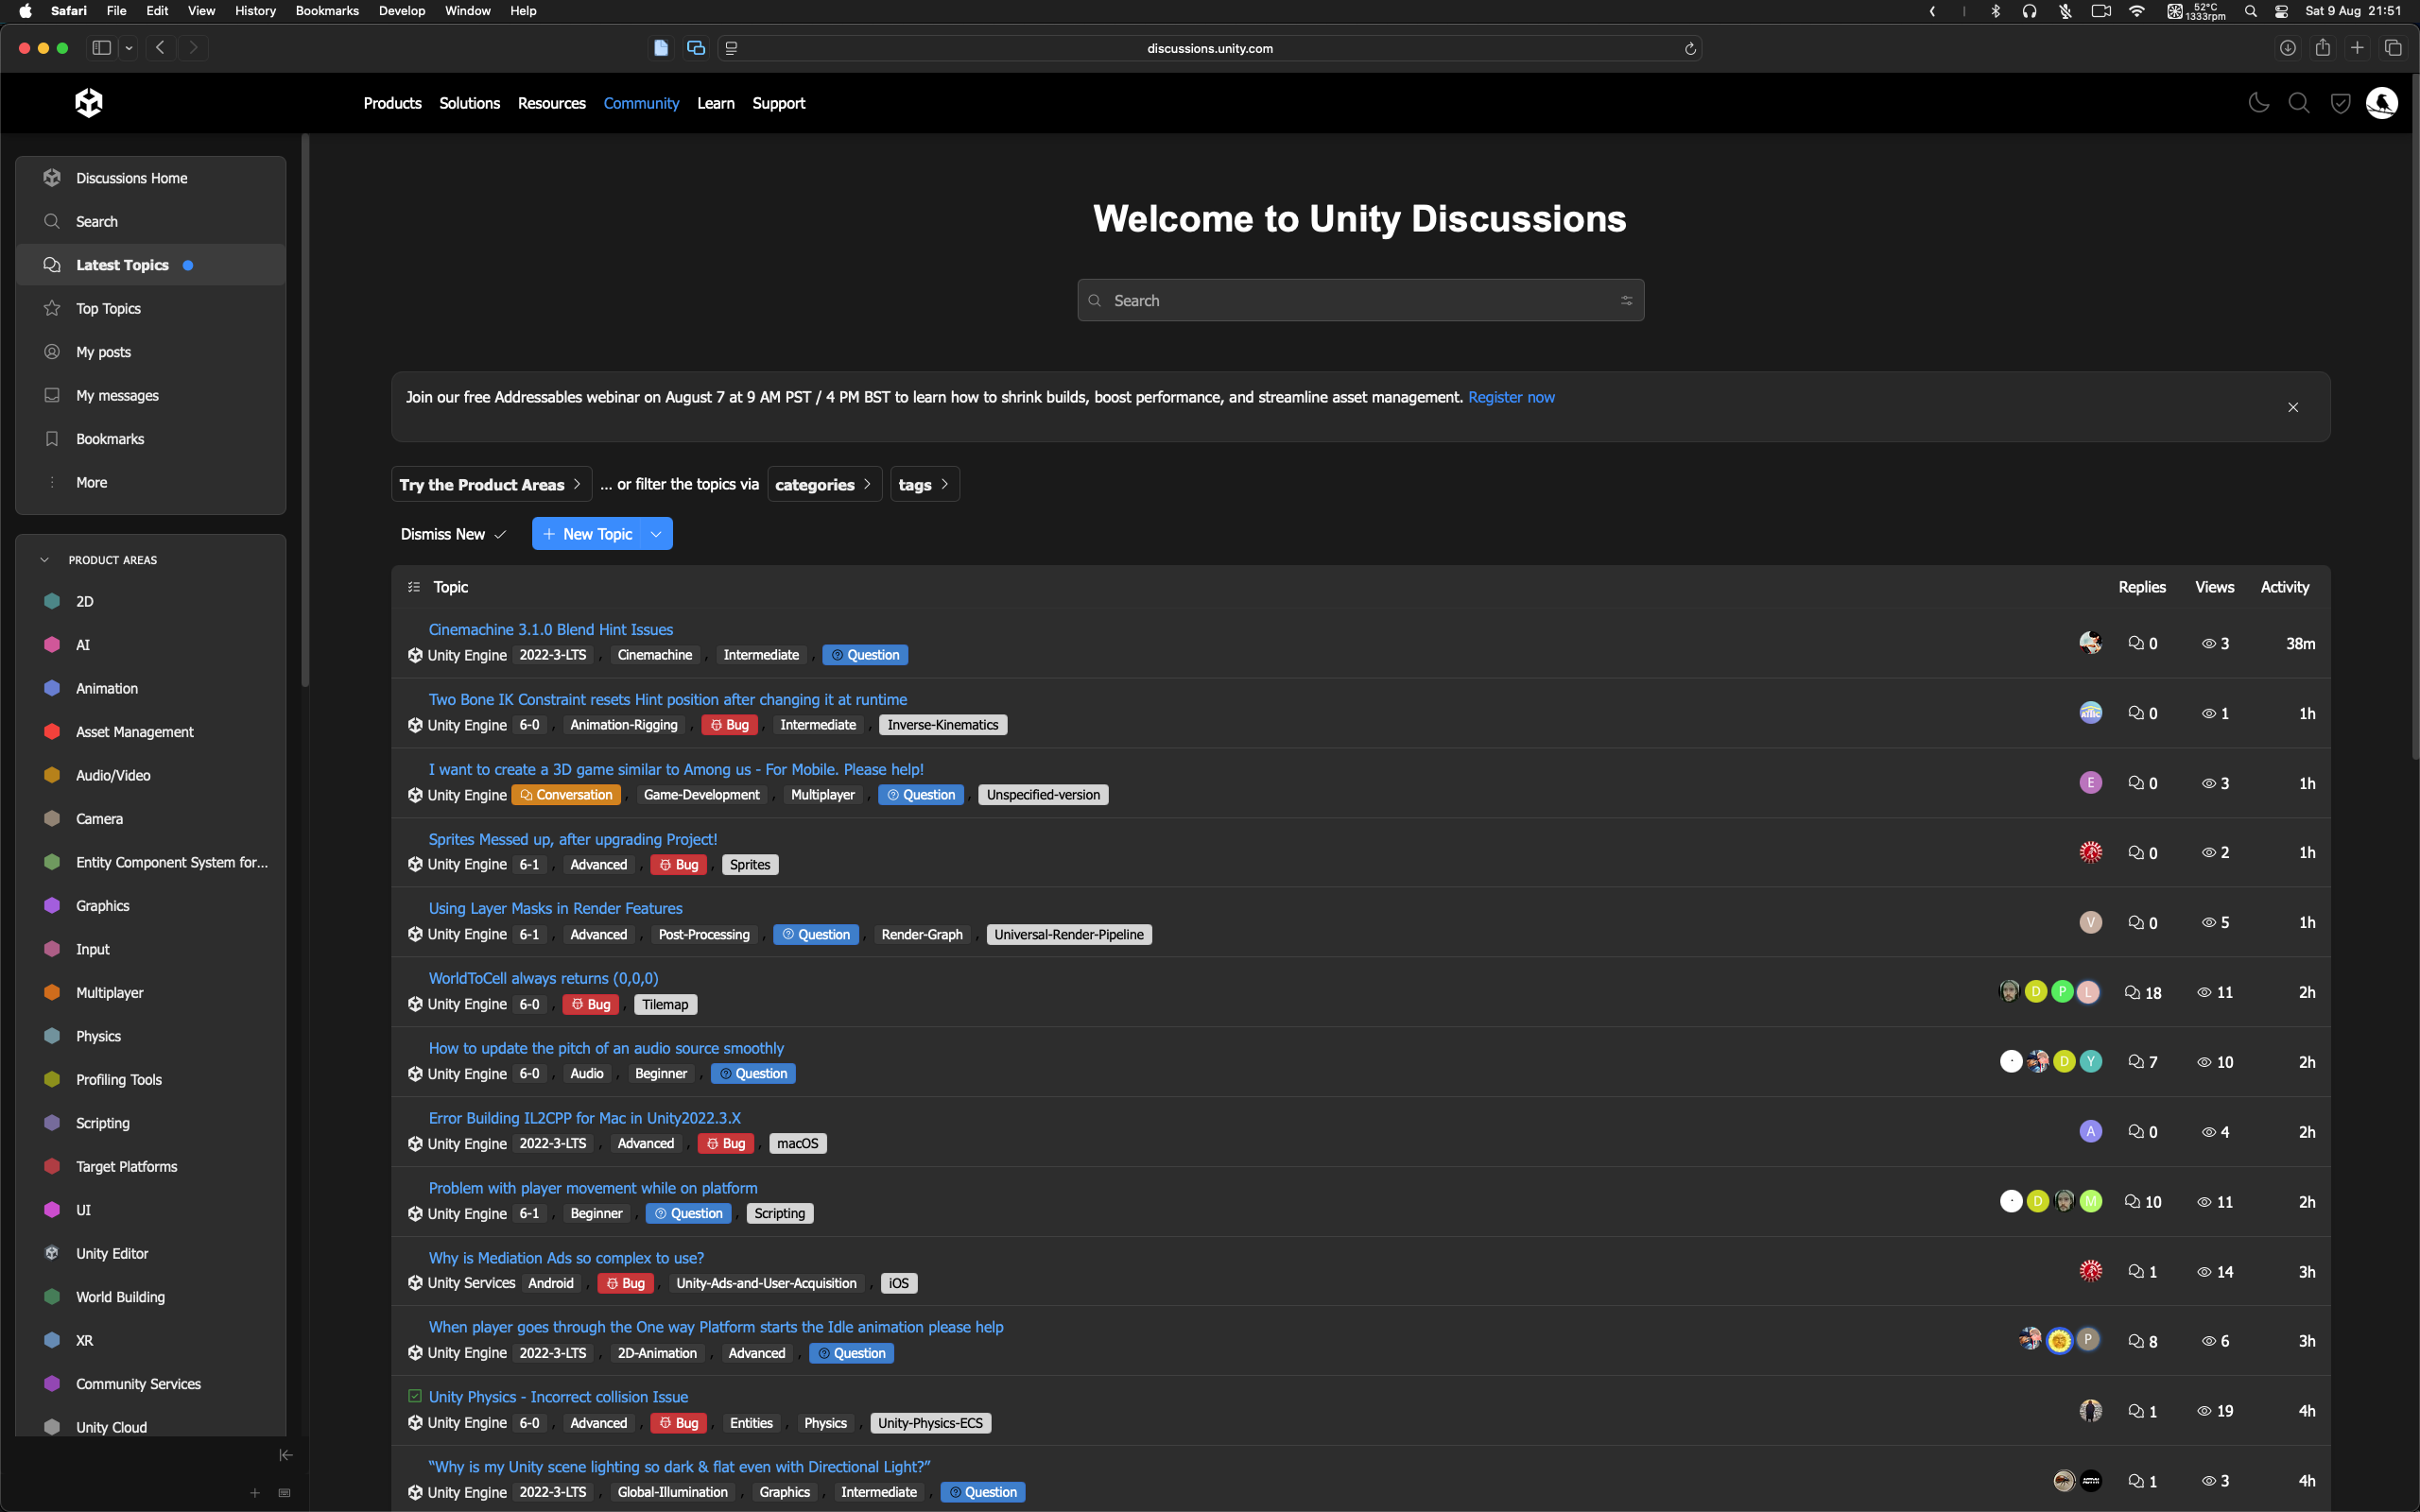 Safari File Edit View History Bookmarks Develop Window Help
52°C
1333rpm
Sat 9 Aug 21:51
discussions.unity.com
Products Solutions Resources Community Learn Support
Discussions Home
Search
Latest Topics
Top Topics
My posts
My messages
Bookmarks
More
PRODUCT AREAS
2D
AI
Animation
Asset Management
Audio/Video
Camera
Entity Component System for...
Graphics
Input
Multiplayer
Physics
Profiling Tools
Scripting
Target Platforms
UI
Unity Editor
World Building
XR
Community Services
Unity Cloud
Welcome to Unity Discussions
Search
Join our free Addressables webinar on August 7 at 9 AM PST / 4 PM BST to learn how to shrink builds, boost performance, and streamline asset management. Register now
Try the Product Areas ... or filter the topics via categories tags
Dismiss New New Topic
Topic Replies Views Activity
Cinemachine 3.1.0 Blend Hint Issues
Unity Engine 2022-3-LTS , Cinemachine , Intermediate , Question 0 3 38m
Two Bone IK Constraint resets Hint position after changing it at runtime
Unity Engine 6-0 , Animation-Rigging , Bug , Intermediate , Inverse-Kinematics ATIIC 0 1 1h
I want to create a 3D game similar to Among us - For Mobile. Please help!
Unity Engine Conversation , Game-Development , Multiplayer , Question , Unspecified-version E 0 3 1h
Sprites Messed up, after upgrading Project!
Unity Engine 6-1 , Advanced , Bug , Sprites 0 2 1h
Using Layer Masks in Render Features
Unity Engine 6-1 , Advanced , Post-Processing , Question , Render-Graph , Universal-Render-Pipeline V 0 5 1h
WorldToCell always returns (0,0,0)
Unity Engine 6-0 , Bug , Tilemap D P L 18 11 2h
How to update the pitch of an audio source smoothly
Unity Engine 6-0 , Audio , Beginner , Question D Y 7 10 2h
Error Building IL2CPP for Mac in Unity2022.3.X
Unity Engine 2022-3-LTS , Advanced , Bug , macOS A 0 4 2h
Problem with player movement while on platform
Unity Engine 6-1 , Beginner , Question , Scripting D M 10 11 2h
Why is Mediation Ads so complex to use?
Unity Services Android , Bug , Unity-Ads-and-User-Acquisition , iOS 1 14 3h
When player goes through the One way Platform starts the Idle animation please help
Unity Engine 2022-3-LTS , 2D-Animation , Advanced , Question P 8 6 3h
Unity Physics - Incorrect collision Issue
Unity Engine 6-0 , Advanced , Bug , Entities , Physics , Unity-Physics-ECS 1 19 4h
“Why is my Unity scene lighting so dark & flat even with Directional Light?”
Unity Engine 2022-3-LTS , Global-Illumination , Graphics , Intermediate , Question 1 3 4h